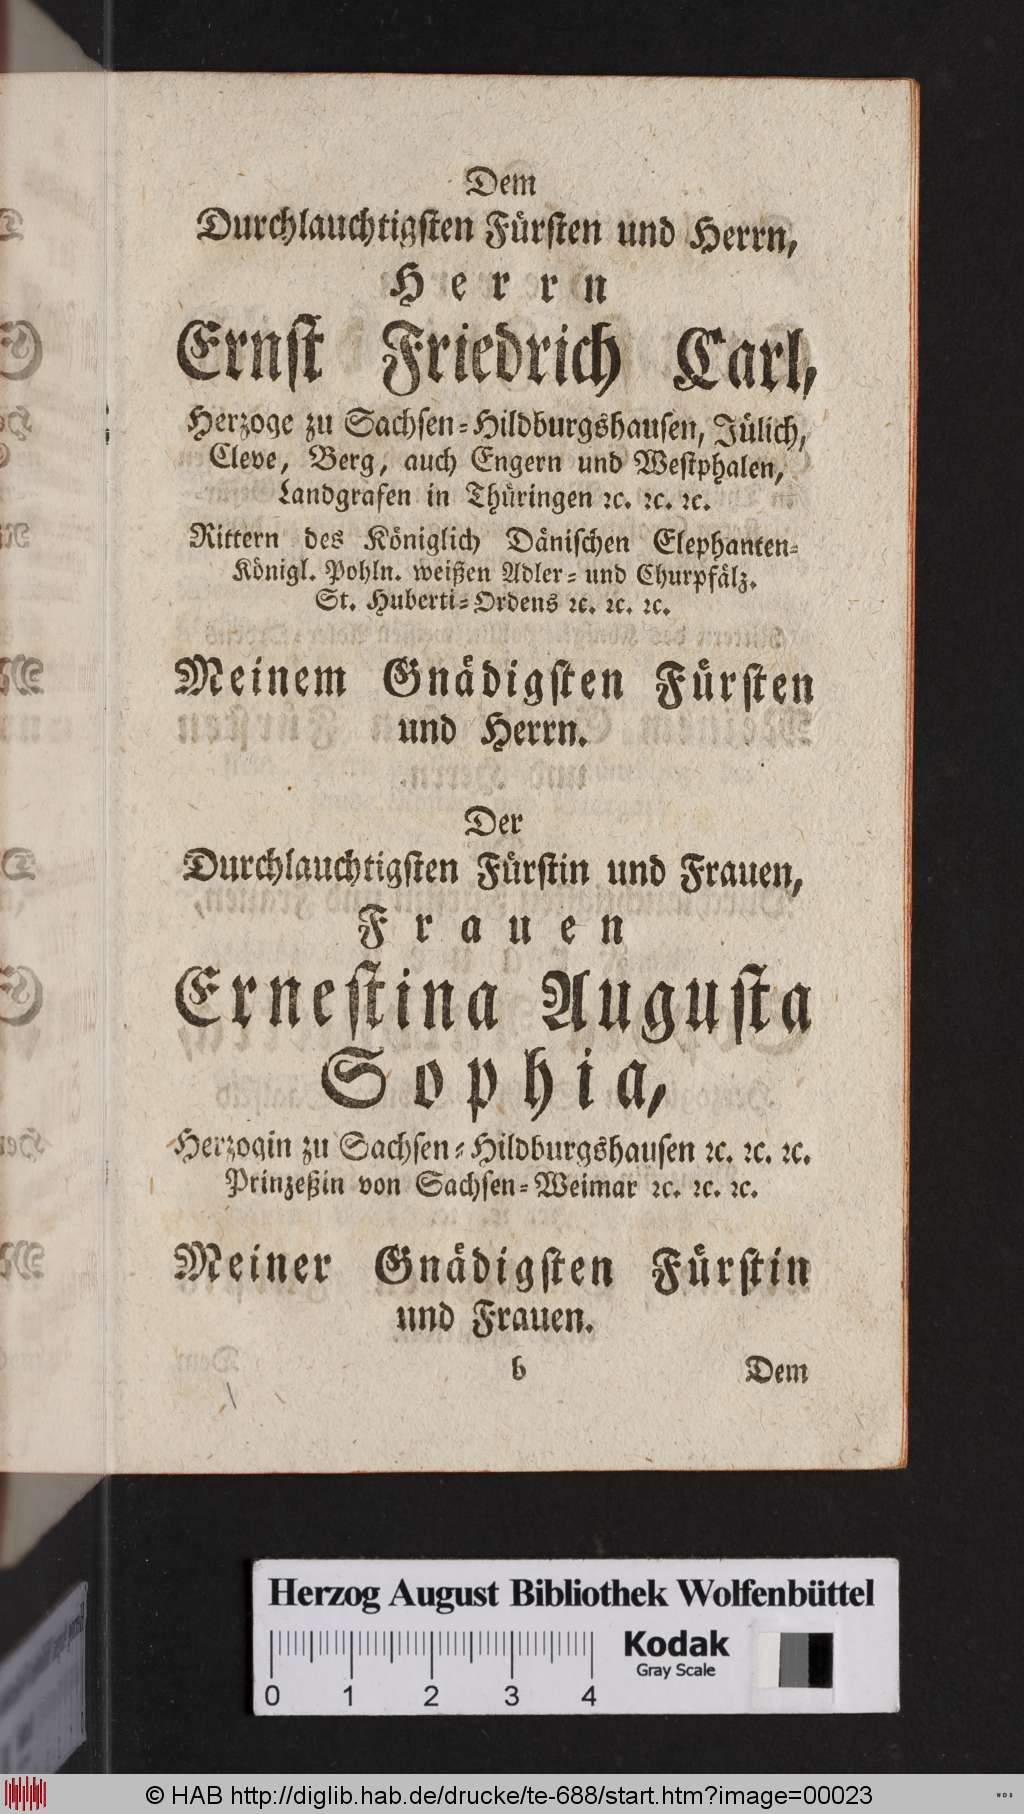 Dem
Durchlauchtigsten Fürsten und Herrn,
Herrn
Ernst Friedrich Carl,
Herzoge zu Sachsen-Hildburgshausen, Jülich,
Cleve, Berg, auch Engern und Westphalen,
Landgrafen in Thüringen ꝛc. ꝛc. ꝛc.
Rittern des Königlich Dänischen Elephanten-
Königl. Pohln. weißen Adler- und Churpfälz.
St. Huberti-Ordens ꝛc. ꝛc. ꝛc.
Meinem Gnädigsten Fürsten
und Herrn.
Der
Durchlauchtigsten Fürstin und Frauen,
Frauen
Ernestina Augusta
Sophia,
Herzogin zu Sachsen-Hildburgshausen ꝛc. ꝛc. ꝛc.
Prinzeßin von Sachsen-Weimar ꝛc. ꝛc. ꝛc.
Meiner Gnädigsten Fürstin
und Frauen.
b Dem
Herzog August Bibliothek Wolfenbüttel
Kodak
Gray Scale
0 1 2 3 4
© HAB http://diglib.hab.de/drucke/te-688/start.htm?image=00023